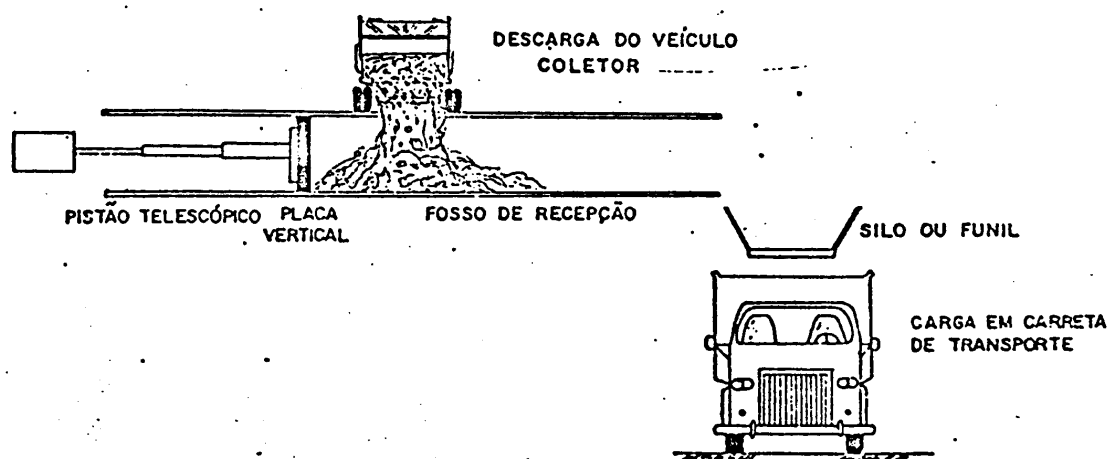 DESCARGA DO VEÍCULO
COLETOR
PISTÃO TELESCÓPICO
PLACA
VERTICAL
FOSSO DE RECEPÇÃO
SILO OU FUNIL
CARGA EM CARRETA
DE TRANSPORTE